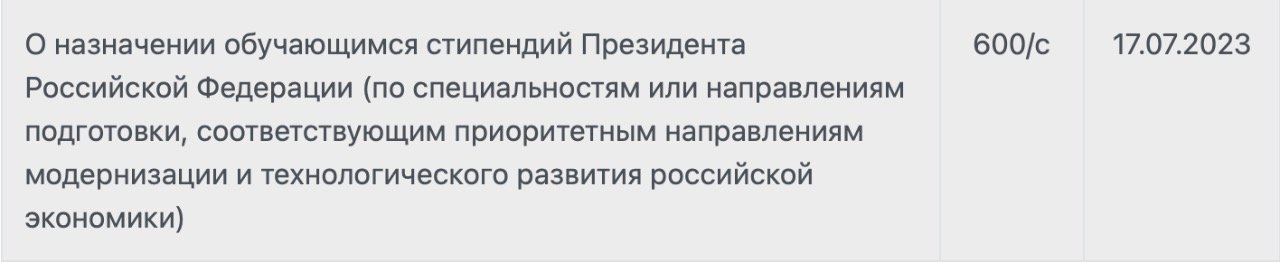 О назначении обучающимся стипендий Президента
Российской Федерации (по специальностям или направлениям
подготовки, соответствующим приоритетным направлениям
модернизации и технологического развития российской
экономики)
600/с
17.07.2023